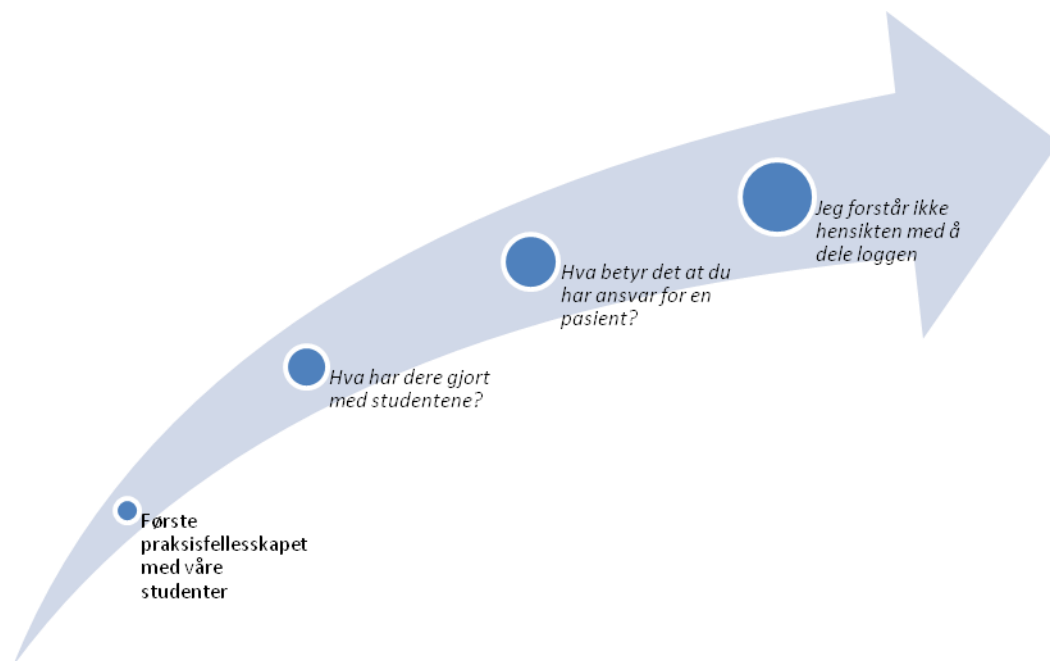 Første
praksisfellesskapet
med våre
studenter
Hva har dere gjort
med studentene?
Hva betyr det at du
har ansvar for en
pasient?
Jeg forstår ikke
hensikten med å
dele loggen